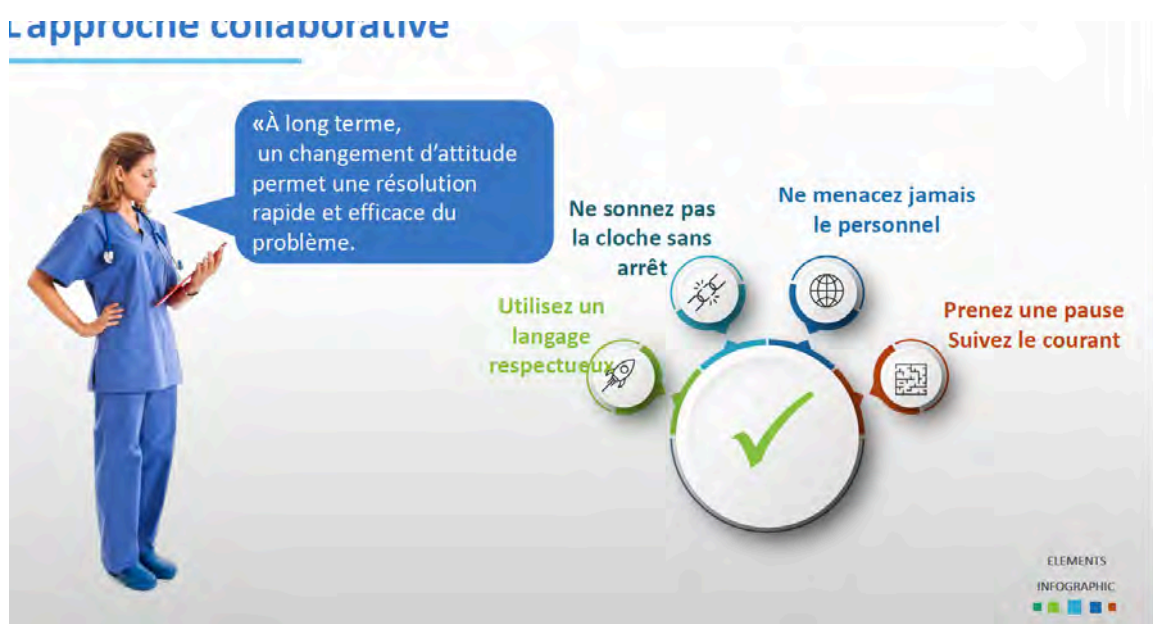 L'approche collaborative
«À long terme,
un changement d'attitude
permet une résolution
rapide et efficace du
problème.
Ne sonnez pas
la cloche sans
arrêt
Ne menacez jamais
le personnel
Utilisez un
langage
respectueux
Prenez une pause
Suivez le courant
ELEMENTS
INFOGRAPHIC